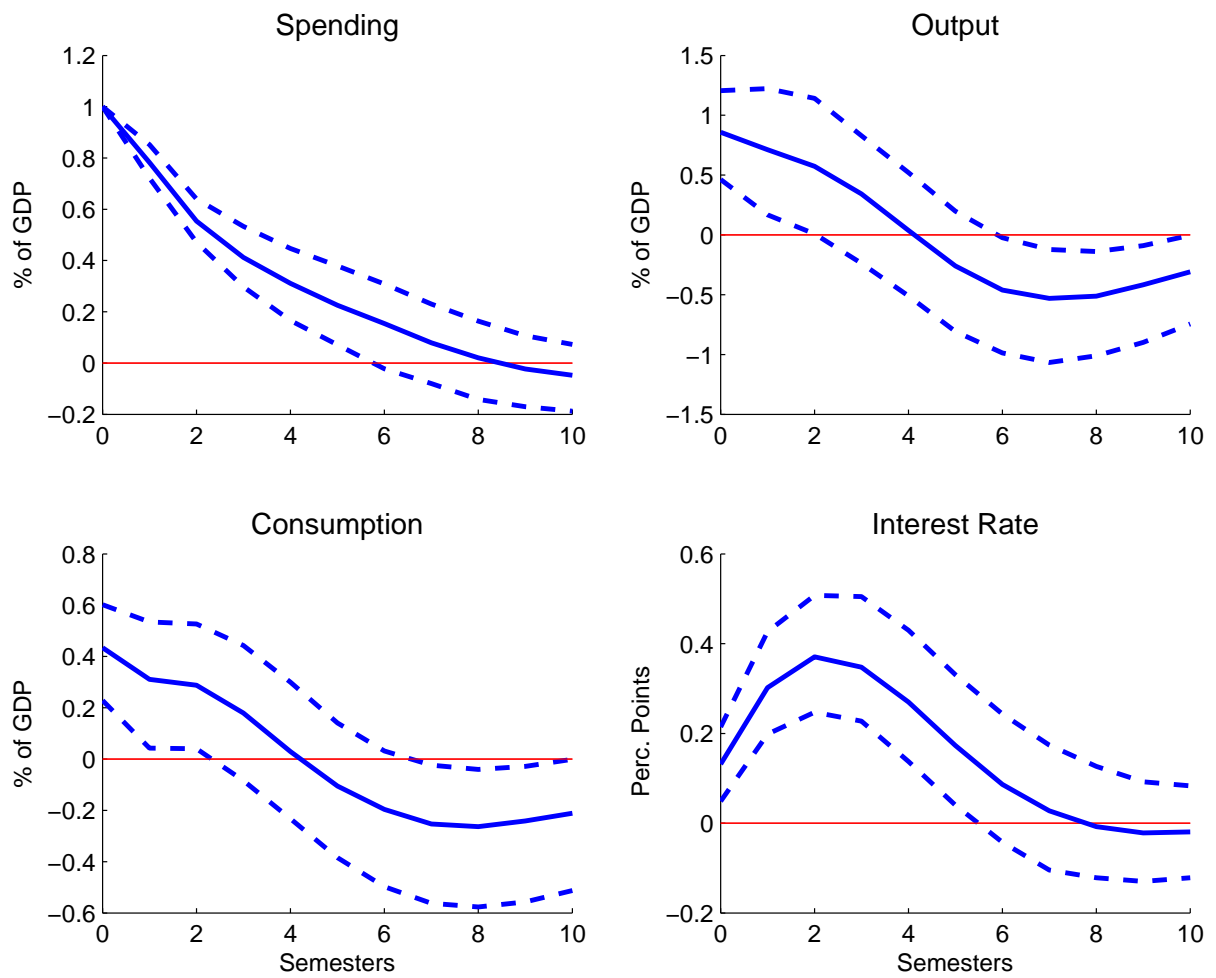 Spending
% of GDP
1.2
1
0.8
0.6
0.4
0.2
0
−0.2
0 2 4 6 8 10
Output
% of GDP
1.5
1
0.5
0
−0.5
−1
−1.5
0 2 4 6 8 10
Consumption
% of GDP
0.8
0.6
0.4
0.2
0
−0.2
−0.4
−0.6
0 2 4 6 8 10
Semesters
Interest Rate
Perc. Points
0.6
0.4
0.2
0
−0.2
0 2 4 6 8 10
Semesters